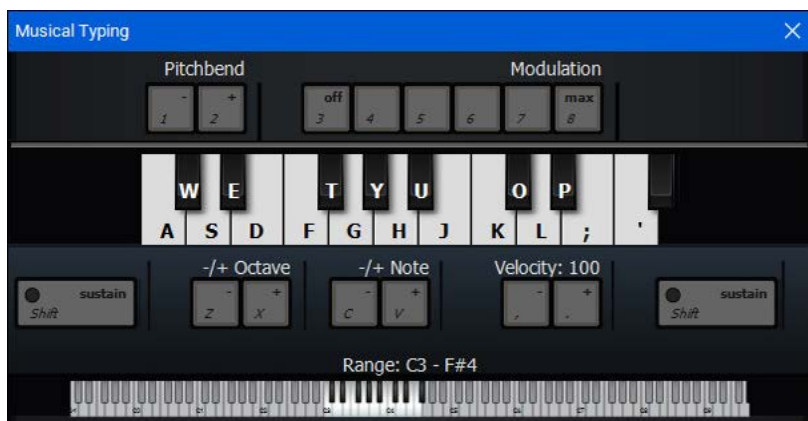 Musical Typing
Pitchbend Modulation
- + off max
1 2 3 4 5 6 7 8
W E T Y U O P
A S D F G H J K L ; '
-/+ Octave -/+ Note Velocity: 100
sustain - + - + - + sustain
Shift Z X C V , . Shift
Range: C3 - F#4